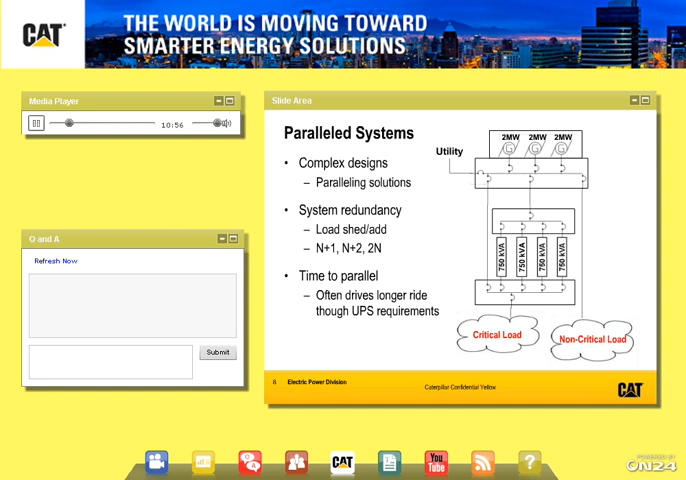 CAT
THE WORLD IS MOVING TOWARD
SMARTER ENERGY SOLUTIONS
Media Player
10:56
Q and A
Refresh Now
Submit
Slide Area
Paralleled Systems
• Complex designs
– Paralleling solutions
• System redundancy
– Load shed/add
– N+1, N+2, 2N
• Time to parallel
– Often drives longer ride
though UPS requirements
2MW 2MW 2MW
G G G
Utility
750 kVA 750 kVA 750 kVA 750 kVA
Critical Load
Non-Critical Load
8 Electric Power Division
Caterpillar Confidential Yellow
CAT
Q A
CAT
You
Tube
?
POWERED BY
ON24